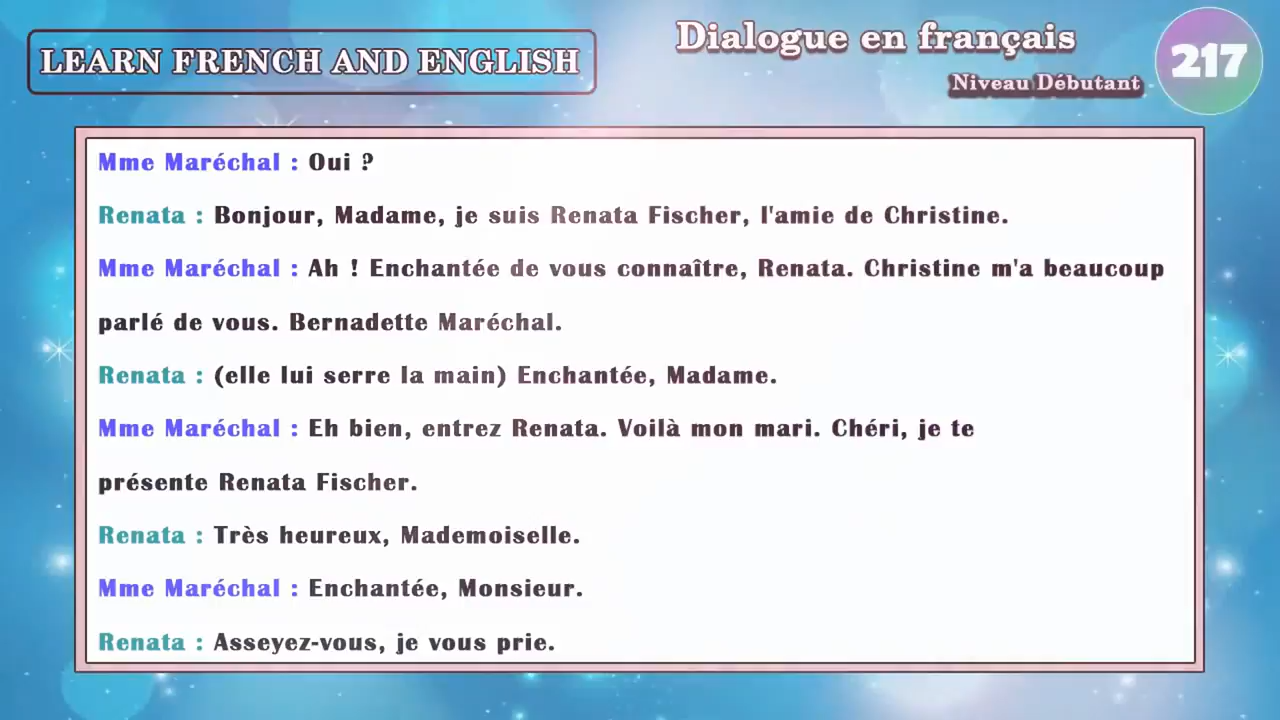 LEARN FRENCH AND ENGLISH
Dialogue en français
Niveau Débutant
217
Mme Maréchal : Oui ?
Renata : Bonjour, Madame, je suis Renata Fischer, l'amie de Christine.
Mme Maréchal : Ah ! Enchantée de vous connaître, Renata. Christine m'a beaucoup
parlé de vous. Bernadette Maréchal.
Renata : (elle lui serre la main) Enchantée, Madame.
Mme Maréchal : Eh bien, entrez Renata. Voilà mon mari. Chéri, je te
présente Renata Fischer.
Renata : Très heureux, Mademoiselle.
Mme Maréchal : Enchantée, Monsieur.
Renata : Asseyez-vous, je vous prie.